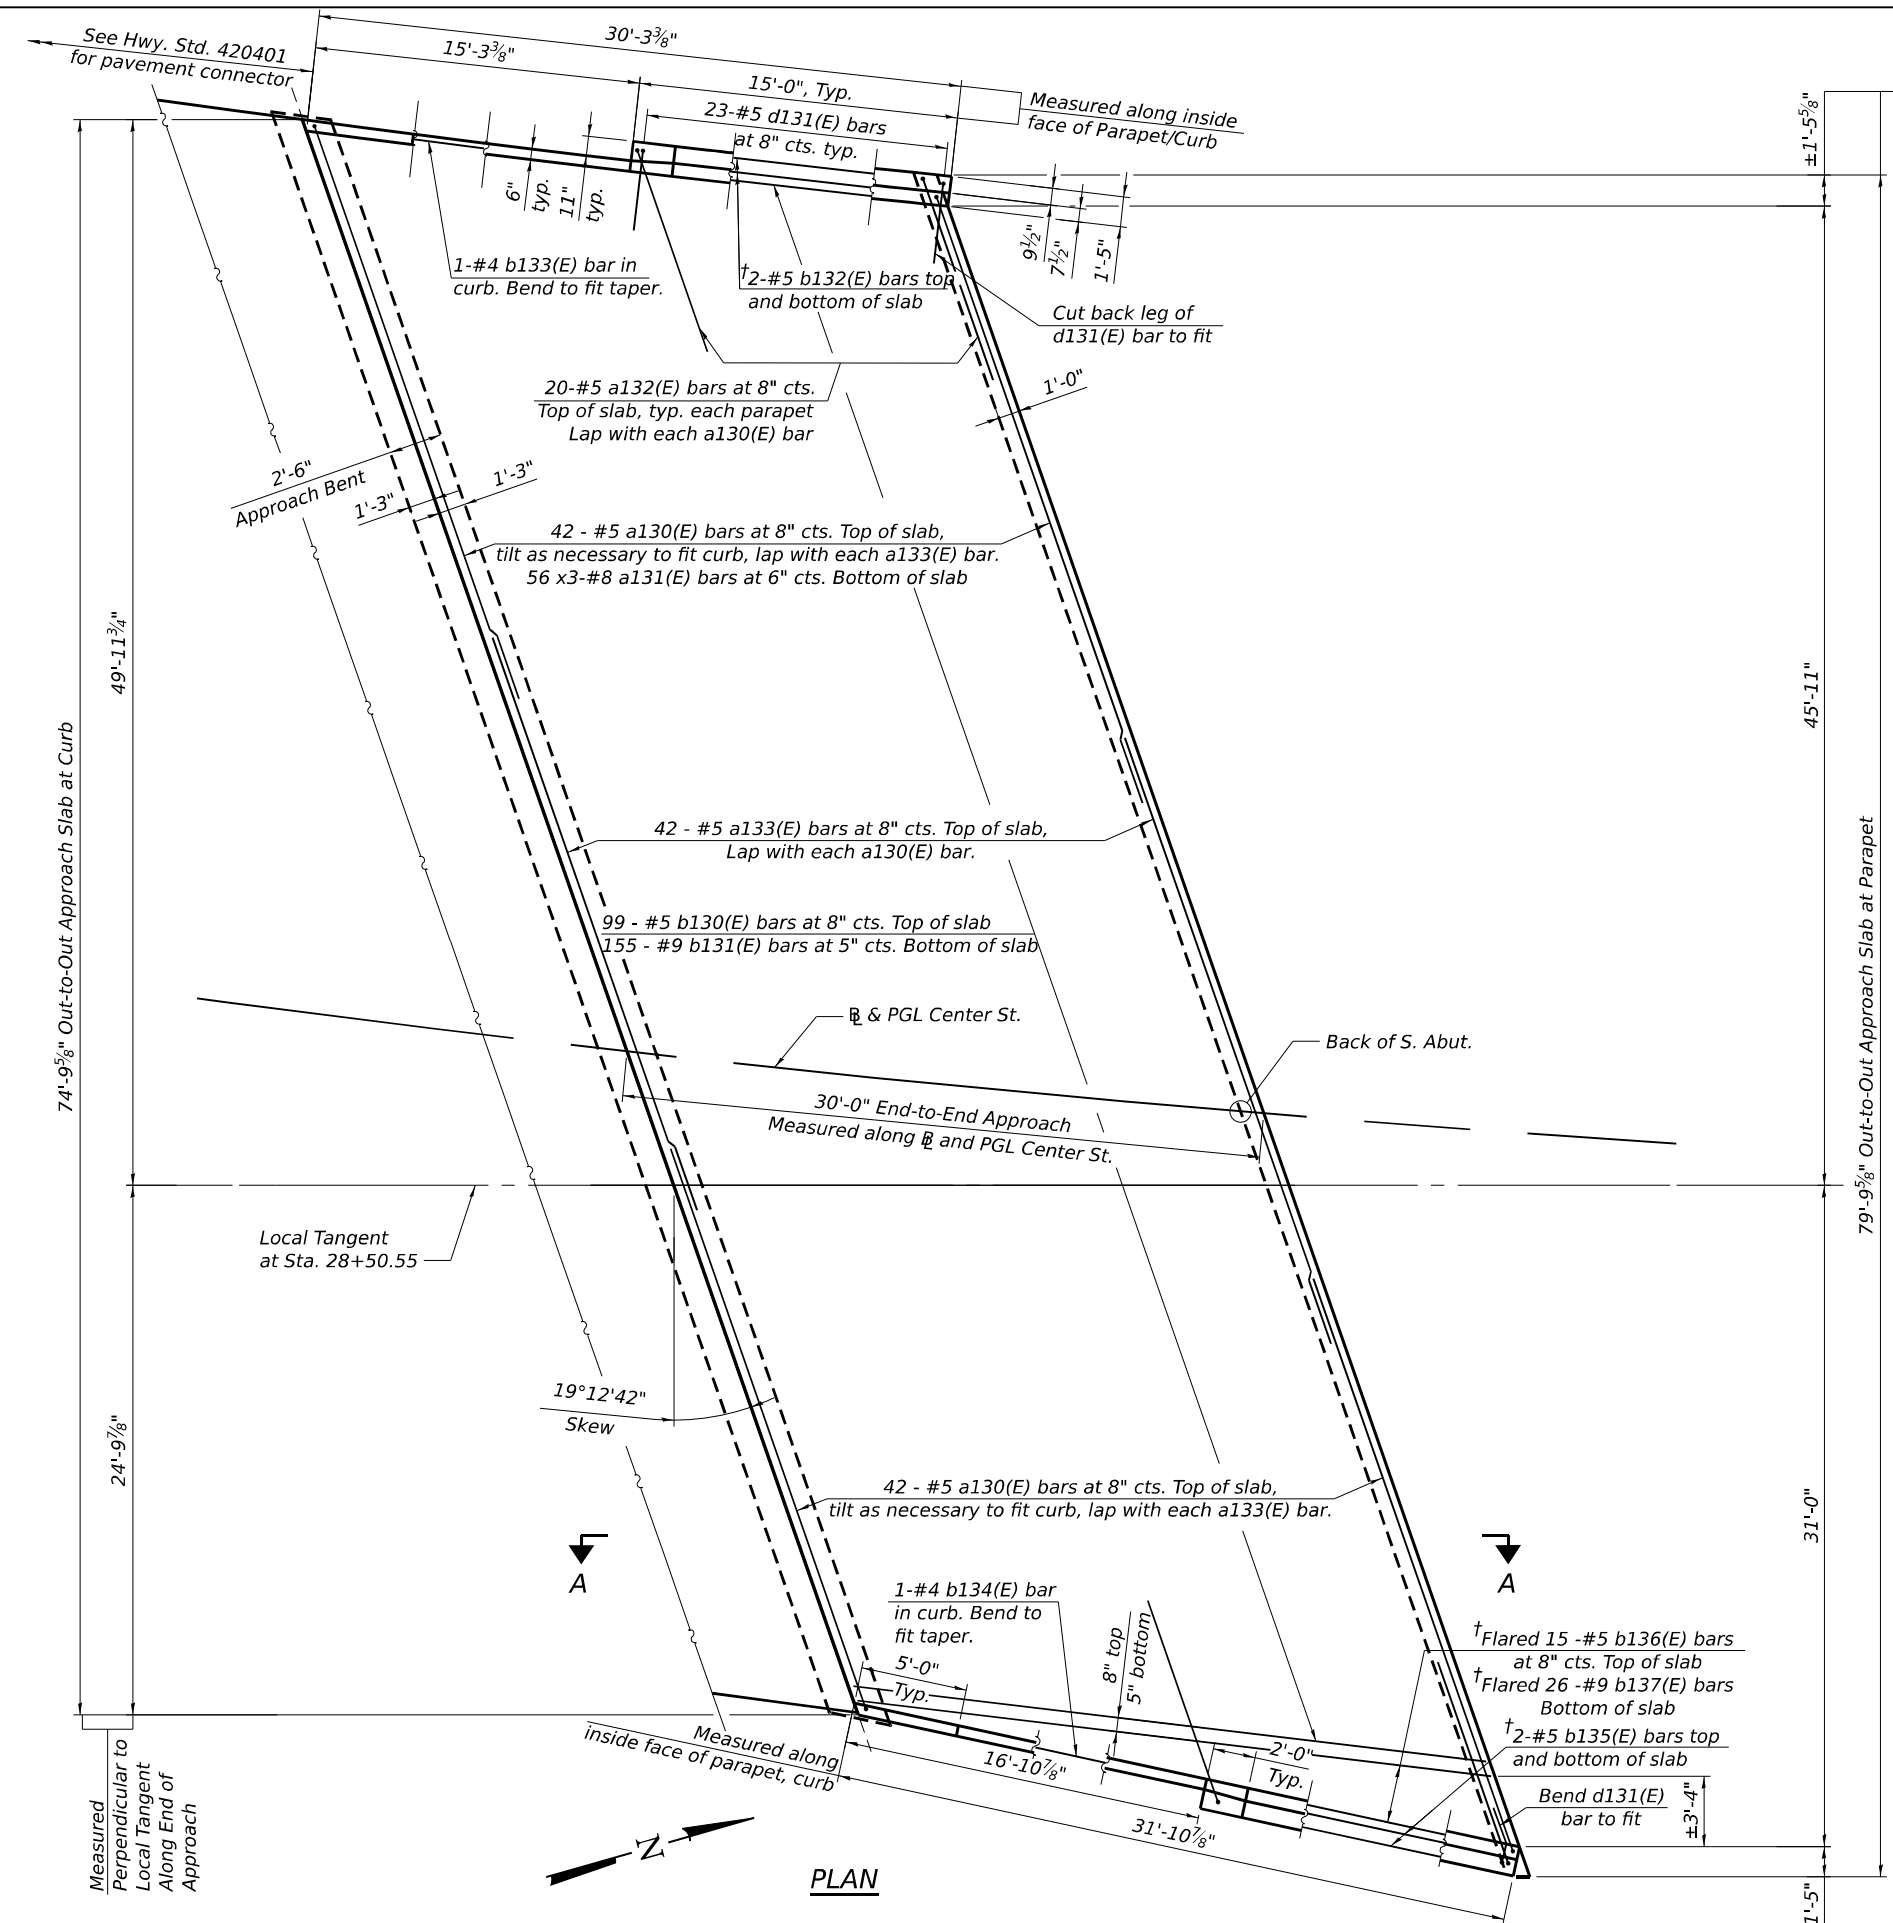 See Hwy. Std. 420401
for pavement connector
30'-3⅜"
15'-3⅜"
15'-0", Typ.
23-#5 d131(E) bars
at 8" cts. typ.
Measured along inside
face of Parapet/Curb
±1'-5⅝"
6"
typ.
11"
typ.
9½"
7½"
1'-5"
1-#4 b133(E) bar in
curb. Bend to fit taper.
†2-#5 b132(E) bars top
and bottom of slab
Cut back leg of
d131(E) bar to fit
20-#5 a132(E) bars at 8" cts.
Top of slab, typ. each parapet
Lap with each a130(E) bar
1'-0"
2'-6"
Approach Bent
1'-3"
1'-3"
42 - #5 a130(E) bars at 8" cts. Top of slab,
tilt as necessary to fit curb, lap with each a133(E) bar.
56 x3-#8 a131(E) bars at 6" cts. Bottom of slab
49'-11¾"
74'-9⅝" Out-to-Out Approach Slab at Curb
45'-11"
79'-9⅝" Out-to-Out Approach Slab at Parapet
42 - #5 a133(E) bars at 8" cts. Top of slab,
Lap with each a130(E) bar.
99 - #5 b130(E) bars at 8" cts. Top of slab
155 - #9 b131(E) bars at 5" cts. Bottom of slab
℄ & PGL Center St.
Back of S. Abut.
30'-0" End-to-End Approach
Measured along ℄ and PGL Center St.
Local Tangent
at Sta. 28+50.55
19°12'42"
Skew
24'-9⅞"
31'-0"
42 - #5 a130(E) bars at 8" cts. Top of slab,
tilt as necessary to fit curb, lap with each a133(E) bar.
A
A
1-#4 b134(E) bar
in curb. Bend to
fit taper.
8" top
5" bottom
5'-0"
Typ.
†Flared 15 -#5 b136(E) bars
at 8" cts. Top of slab
†Flared 26 -#9 b137(E) bars
Bottom of slab
†2-#5 b135(E) bars top
and bottom of slab
Measured along
inside face of parapet, curb
16'-10⅞"
2'-0"
Typ.
Bend d131(E)
bar to fit
±3'-4"
31'-10⅞"
Measured
Perpendicular to
Local Tangent
Along End of
Approach
N
PLAN
1'-5"